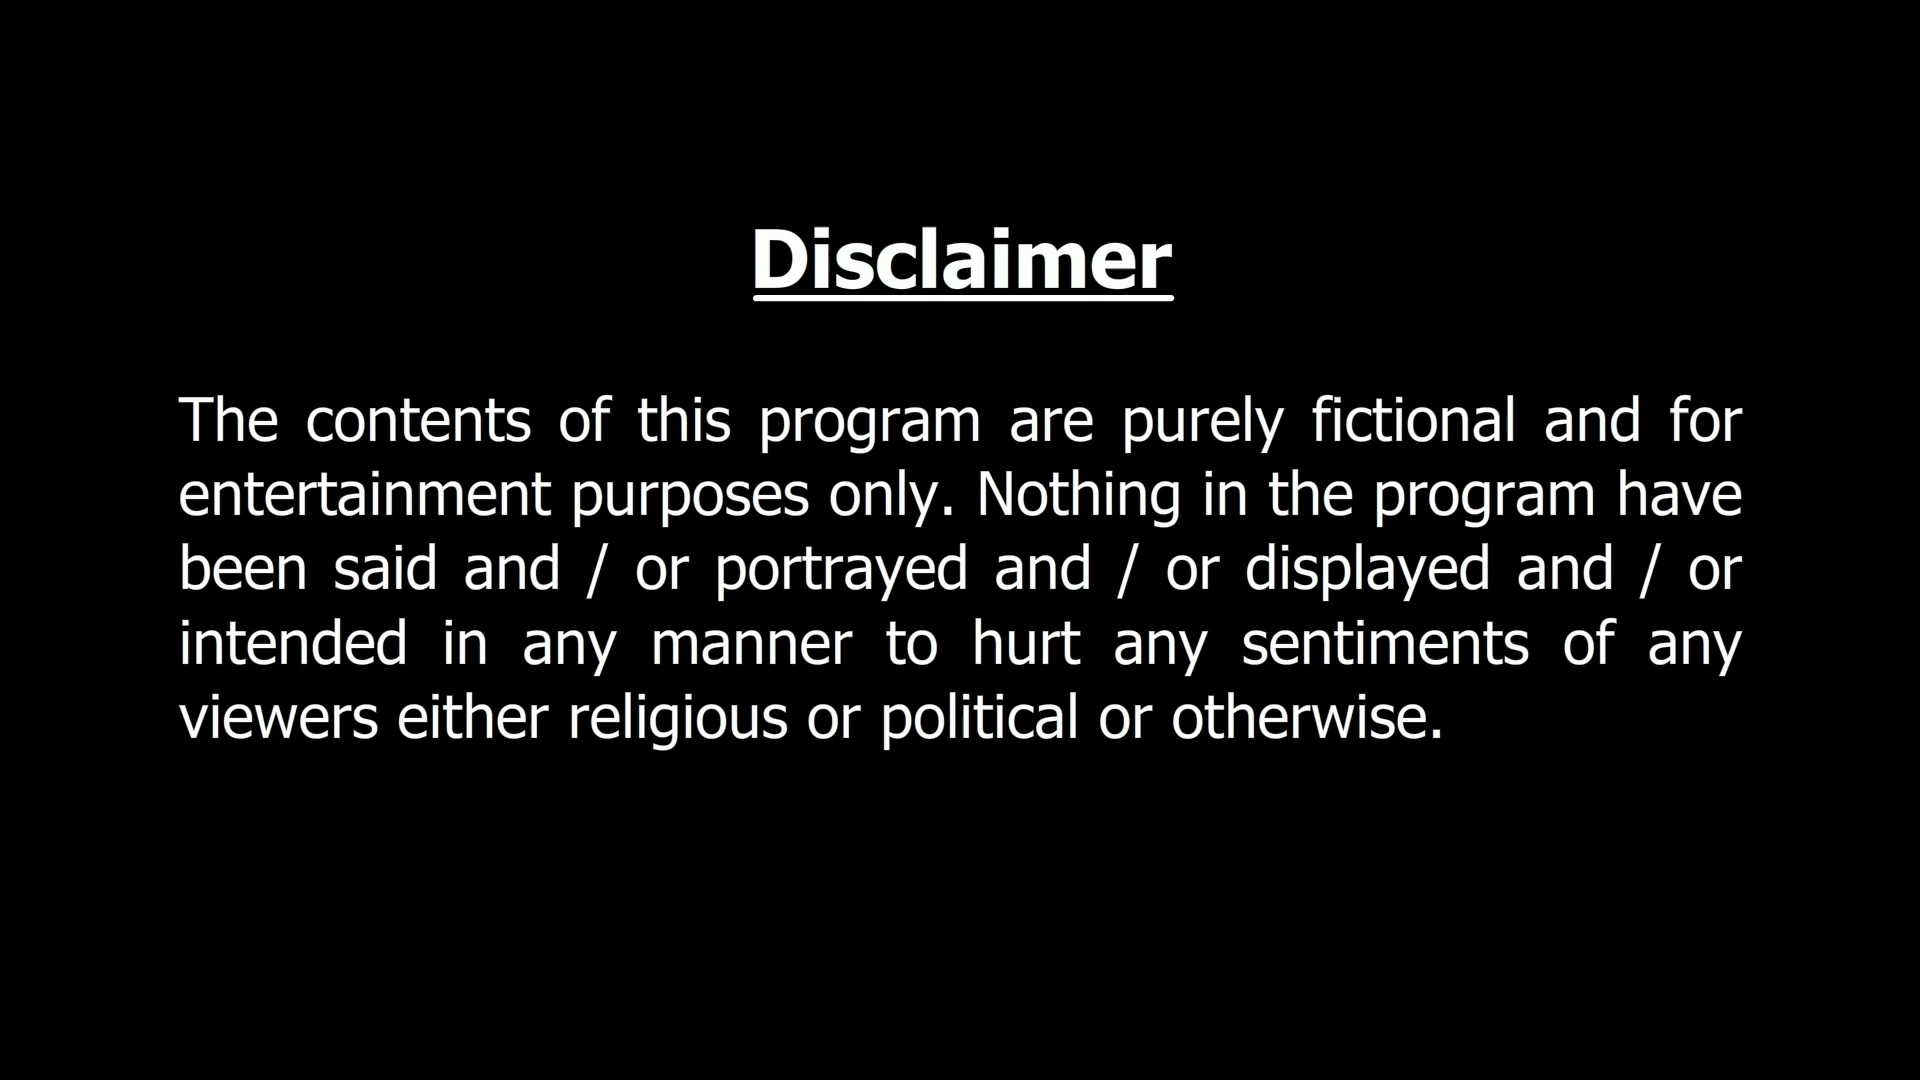 Disclaimer
The contents of this program are purely fictional and for
entertainment purposes only. Nothing in the program have
been said and / or portrayed and / or displayed and / or
intended in any manner to hurt any sentiments of any
viewers either religious or political or otherwise.